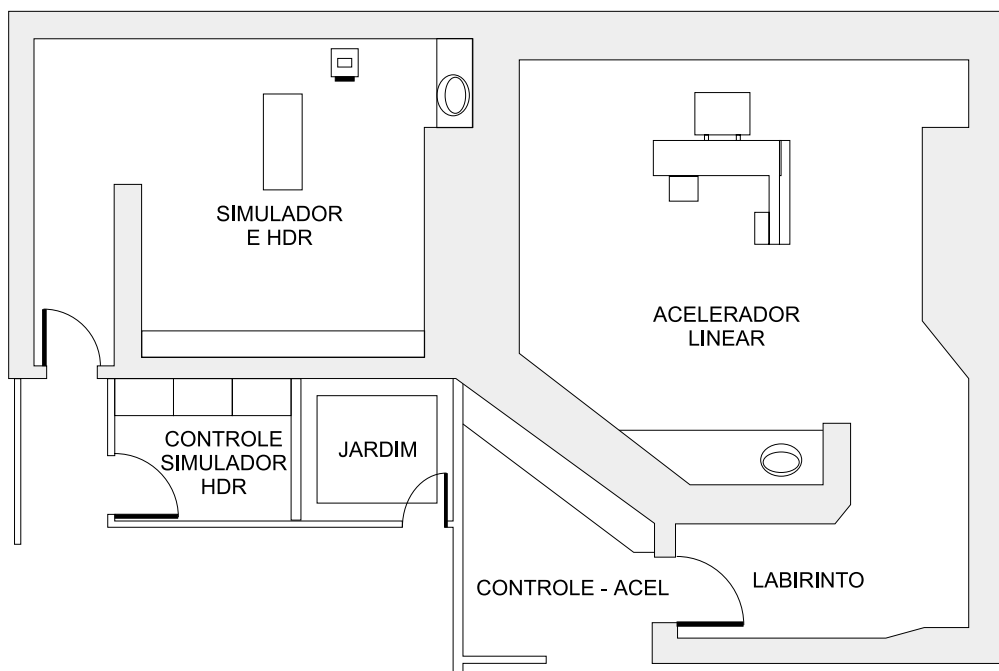 SIMULADOR
E HDR
ACELERADOR
LINEAR
CONTROLE
SIMULADOR
HDR
JARDIM
CONTROLE - ACEL
LABIRINTO